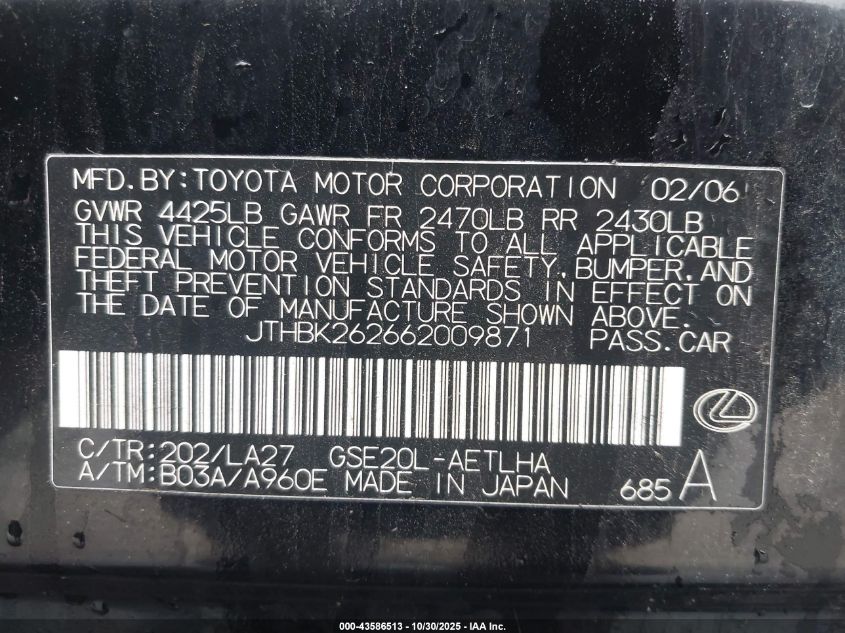 MFD.BY:TOYOTA MOTOR CORPORATION 02/06
GVWR 4425LB GAWR FR 2470LB RR 2430LB
THIS VEHICLE CONFORMS TO ALL APPLICABLE
FEDERAL MOTOR VEHICLE SAFETY,BUMPER,AND
THEFT PREVENTION STANDARDS IN EFFECT ON
THE DATE OF MANUFACTURE SHOWN ABOVE.
JTHBK262662009871 PASS.CAR
C/TR:202/LA27 GSE20L-AETLHA
A/TM:B03A/A960E MADE IN JAPAN 685 A
000-43586513 - 10/30/2025 - IAA Inc.